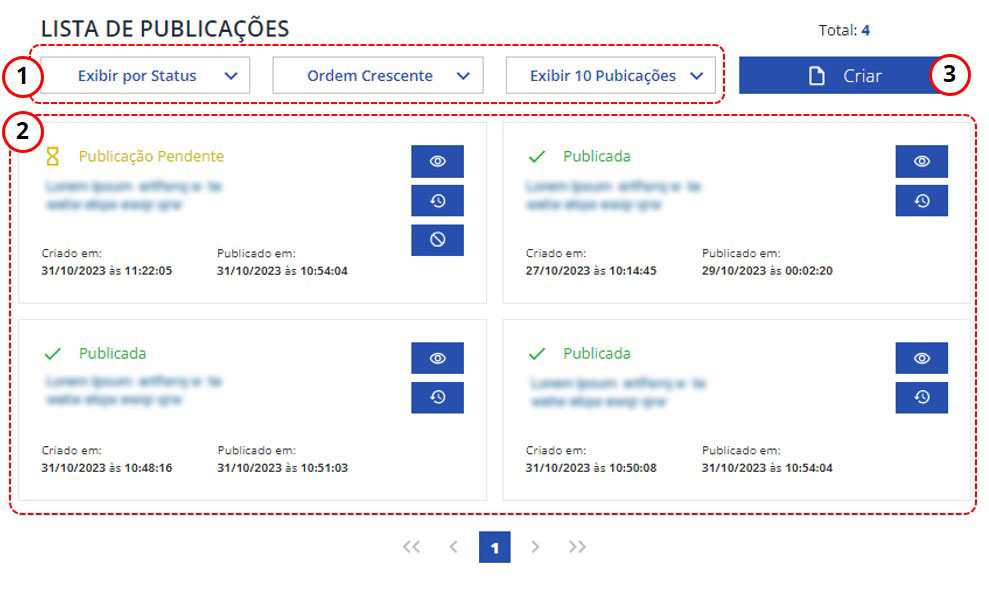 LISTA DE PUBLICAÇÕES
Total: 4
1
Exibir por Status
Ordem Crescente
Exibir 10 Pubicações
Criar
3
2
Publicação Pendente
Criado em:
31/10/2023 às 11:22:05
Publicado em:
31/10/2023 às 10:54:04
Publicada
Criado em:
27/10/2023 às 10:14:45
Publicado em:
29/10/2023 às 00:02:20
Publicada
Criado em:
31/10/2023 às 10:48:16
Publicado em:
31/10/2023 às 10:51:03
Publicada
Criado em:
31/10/2023 às 10:50:08
Publicado em:
31/10/2023 às 10:54:04
1